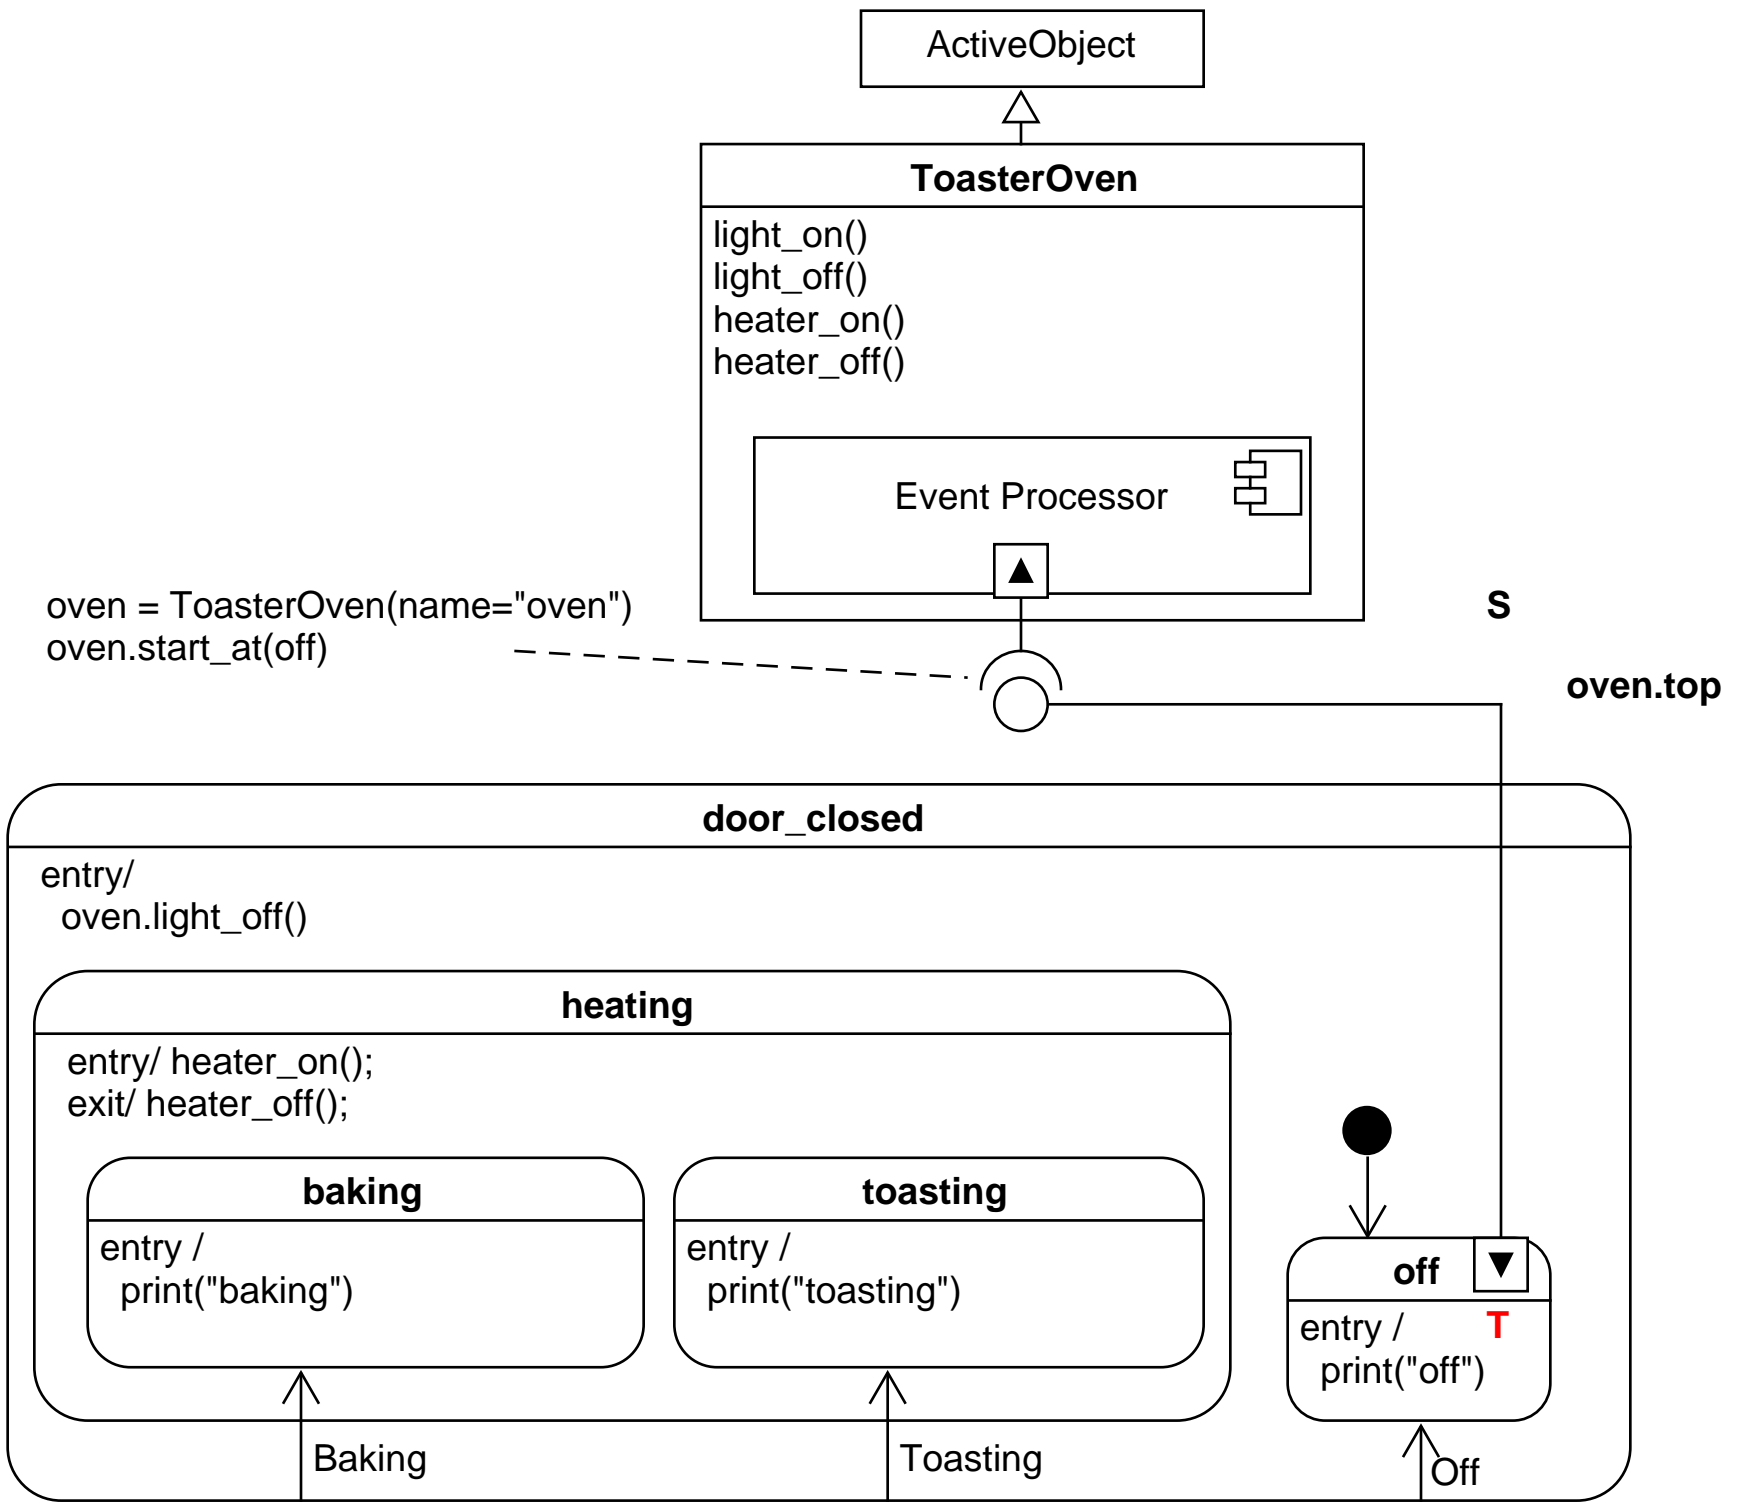 ActiveObject
ToasterOven
light_on()
light_off()
heater_on()
heater_off()
Event Processor
oven = ToasterOven(name="oven")
oven.start_at(off)
S
oven.top
door_closed
entry/
oven.light_off()
heating
entry/ heater_on();
exit/ heater_off();
baking
entry /
print("baking")
toasting
entry /
print("toasting")
off
entry /
T
print("off")
Baking
Toasting
Off